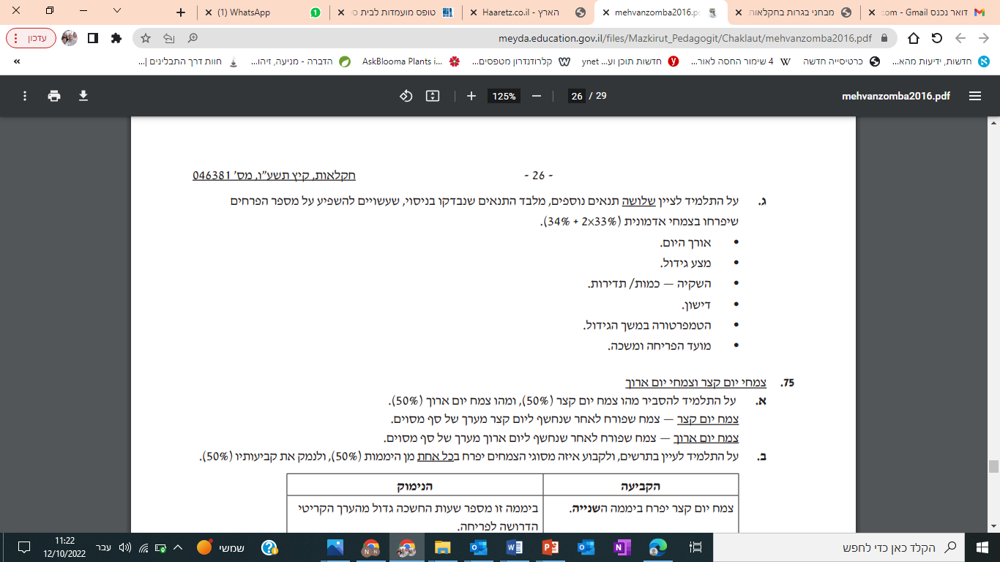 דואר נכנס - com - Gmail
מבחני בגרות בחקלאות
mehvanzomba2016.pc
הארץ - Haaretz.co.il
טופס מועמדות לבית
(1) WhatsApp
meyda.education.gov.il/files/Mazkirut_Pedagogit/Chaklaut/mehvanzomba2016.pdf
עדכון
חדשות, ידיעות מהא...
כרטיסייה חדשה
4 שימור החסה לאור...
חדשות תוכן וע... ynet
קלרודנדרון מטפסים...
AskBlooma Plants i...
הדברה - מניעה, זיהו...
חוות דרך התבלינים |...
mehvanzomba2016.pdf
26 / 29
125%
- 26 -
חקלאות, קיץ תשע"ו, מס' 046381
ג. על התלמיד לציין שלושה תנאים נוספים, מלבד התנאים שנבדקו בניסוי, שעשויים להשפיע על מספר הפרחים
שיפרחו בצמחי אדמונית (34% + 2x33%).
• אורך היום.
• מצע גידול.
• השקיה — כמות/ תדירות.
• דישון.
• הטמפרטורה במשך הגידול.
• מועד הפריחה ומשכה.
75. צמחי יום קצר וצמחי יום ארוך
א. על התלמיד להסביר מהו צמח יום קצר (50%), ומהו צמח יום ארוך (50%).
צמח יום קצר — צמח שפורח לאחר שנחשף ליום קצר מערך של סף מסוים.
צמח יום ארוך — צמח שפורח לאחר שנחשף ליום ארוך מערך של סף מסוים.
ב. על התלמיד לעיין בתרשים, ולקבוע איזה מסוגי הצמחים יפרח בכל אחת מן היממות (50%), ולנמק את קביעותיו (50%).
הקביעה
הנימוק
צמח יום קצר יפרח ביממה השנייה.
ביממה זו מספר שעות החשכה גדול מהערך הקריטי
הדרושה לפריחה.
הקלד כאן כדי לחפש
שמשי
עבר
11:22
12/10/2022